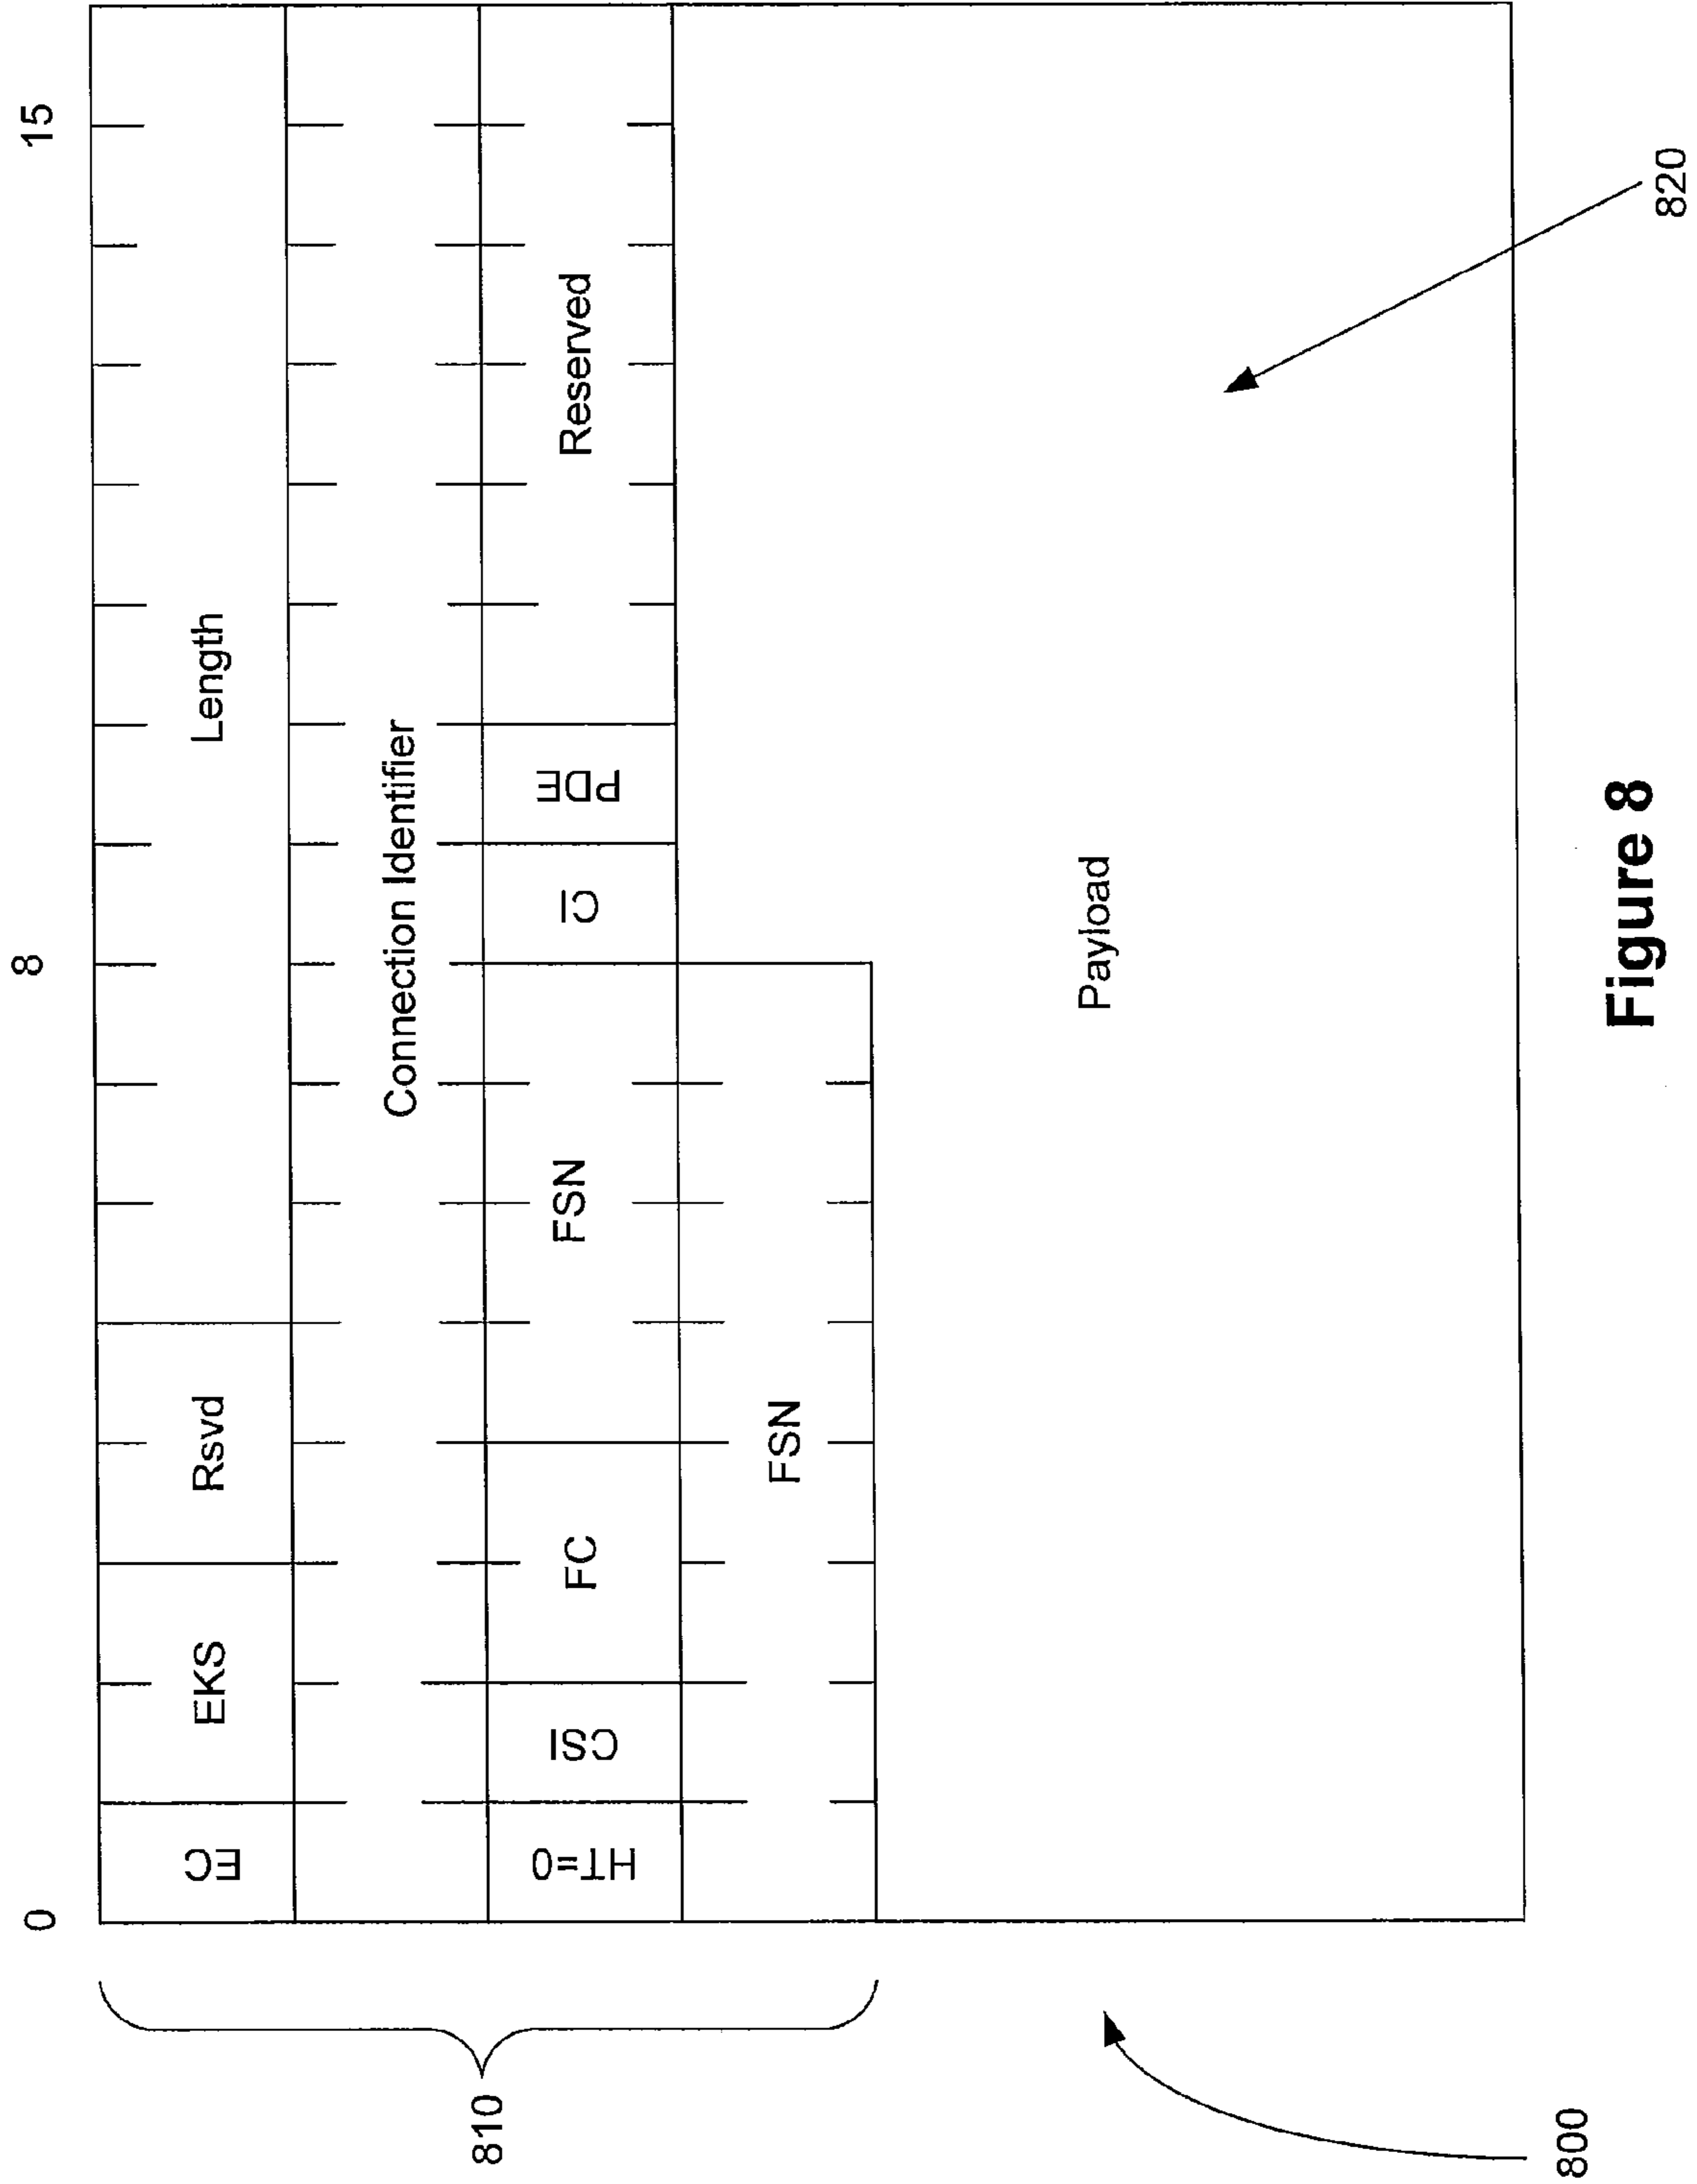 0 8 15
EC EKS Rsvd Length
Connection Identifier
HT=0 CSI FC FSN CI PDE Reserved
FSN
810
Payload
800
820
Figure 8